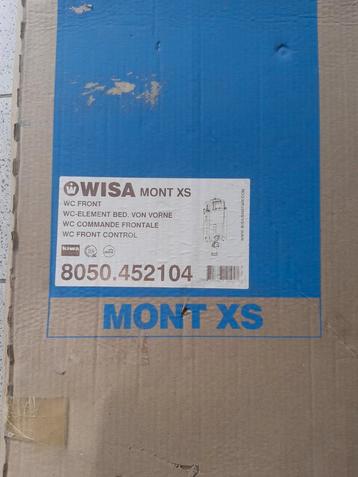 WISA MONT XS
WC FRONT
WC-ELEMENT BED. VON VORNE
WC COMMANDE FRONTALE
WC FRONT CONTROL
kiwa
8050.452104
MONT XS